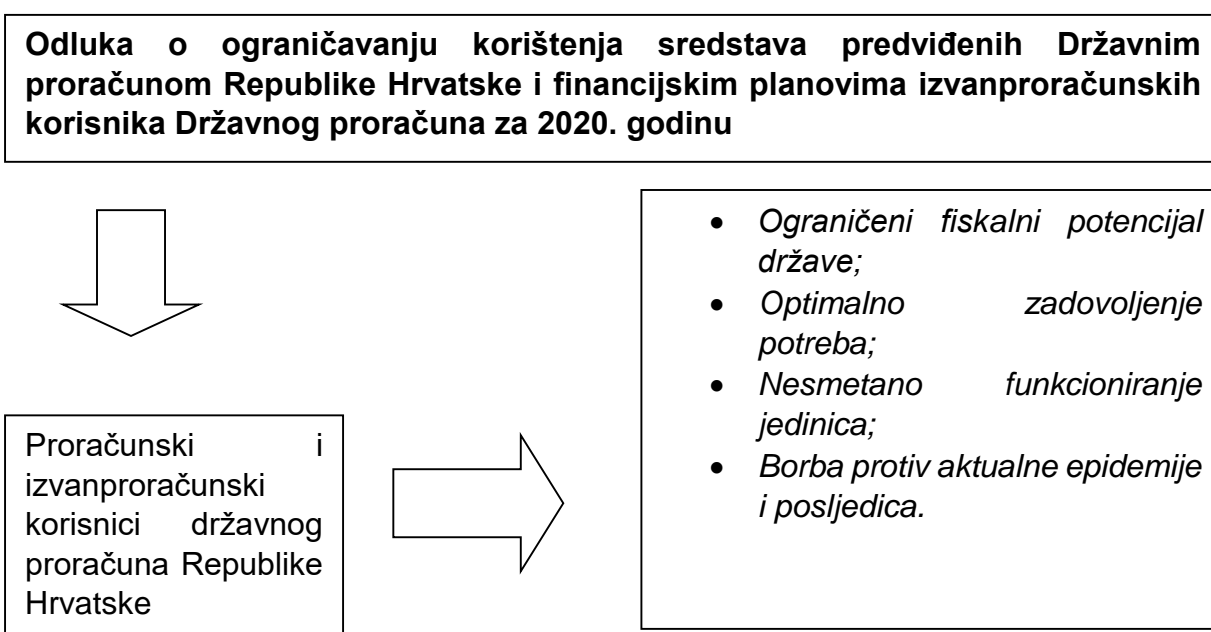 Odluka o ograničavanju korištenja sredstava predviđenih Državnim
proračunom Republike Hrvatske i financijskim planovima izvanproračunskih
korisnika Državnog proračuna za 2020. godinu
• Ograničeni fiskalni potencijal
države;
• Optimalno zadovoljenje
potreba;
• Nesmetano funkcioniranje
jedinica;
• Borba protiv aktualne epidemije
i posljedica.
Proračunski i
izvanproračunski
korisnici državnog
proračuna Republike
Hrvatske